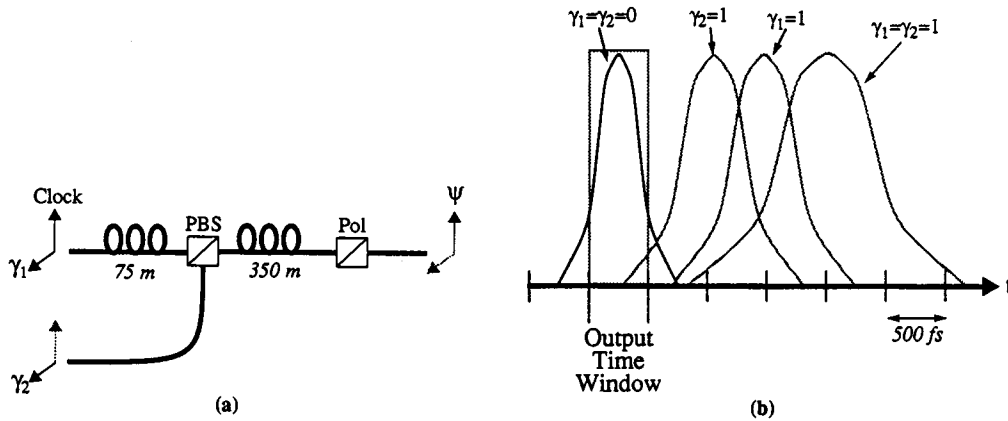 Clock
γ1
75 m
PBS
350 m
Pol
ψ
γ2
(a)
γ1=γ2=0
γ2=1
γ1=1
γ1=γ2=1
t
500 fs
Output
Time
Window
(b)